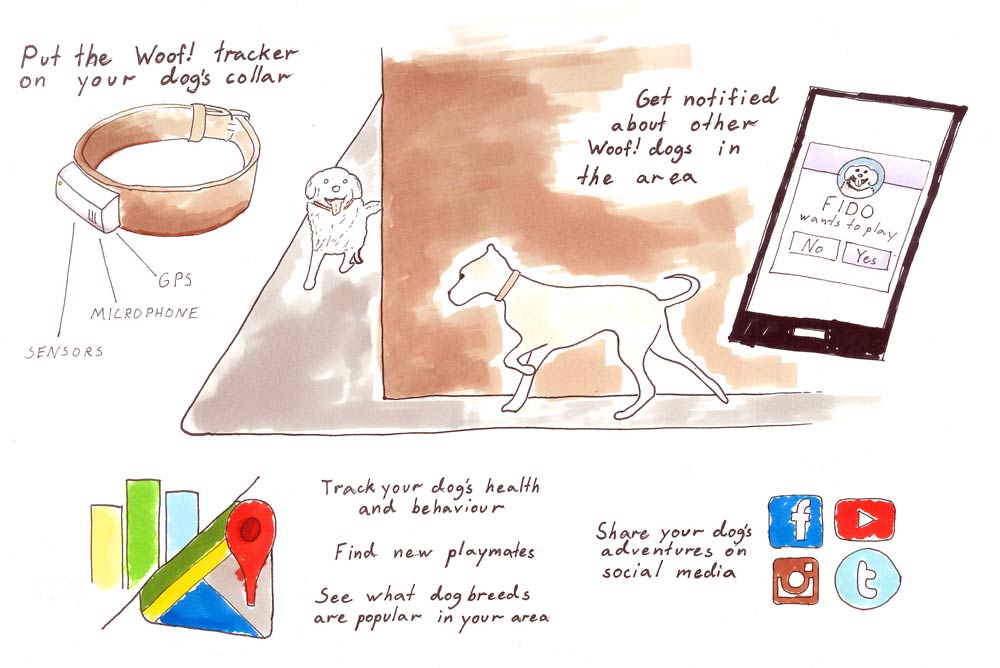 Put the Woof! tracker
on your dog's collar
GPS
MICROPHONE
SENSORS
Get notified
about other
Woof! dogs in
the area
FIDO
wants to play
No
Yes
Track your dog's health
and behaviour
Find new playmates
See what dog breeds
are popular in your area
Share your dog's
adventures on
social media
f
t